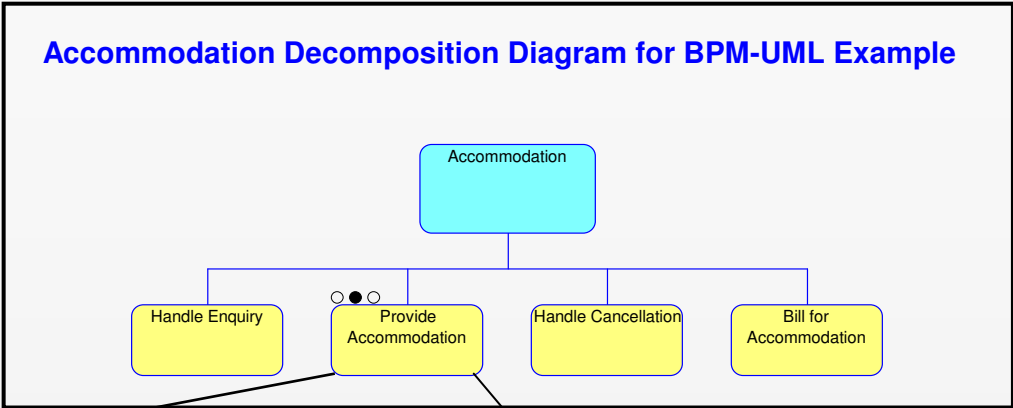 Accommodation Decomposition Diagram for BPM-UML Example
Accommodation
Handle Enquiry
Provide
Accommodation
Handle Cancellation
Bill for
Accommodation